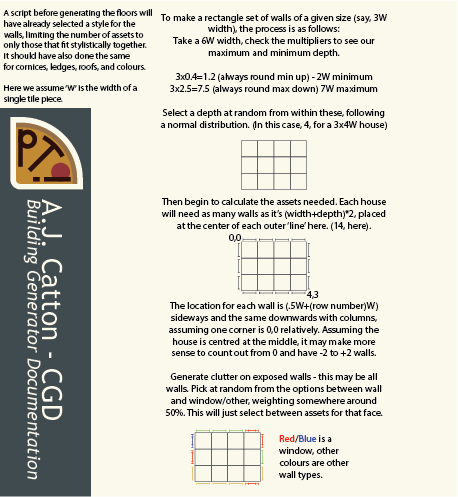 A script before generating the floors will
have already selected a style for the
walls, limiting the number of assets to
only those that fit stylistically together.
It should have also done the same
for cornices, ledges, roofs, and colours.
Here we assume 'W' is the width of a
single tile piece.
A.J. Catton - CGD
Building Generator Documentation
To make a rectangle set of walls of a given size (say, 3W
width), the process is as follows:
Take a 6W width, check the multipliers to see our
maximum and minimum depth.
3x0.4=1.2 (always round min up) - 2W minimum
3x2.5=7.5 (always round max down) 7W maximum
Select a depth at random from within these, following
a normal distribution. (In this case, 4, for a 3x4W house)
Then begin to calculate the assets needed. Each house
will need as many walls as it's (width+depth)*2, placed
at the center of each outer 'line' here. (14, here).
0,0
4,3
The location for each wall is (.5W+(row number)W)
sideways and the same downwards with columns,
assuming one corner is 0,0 relatively. Assuming the
house is centred at the middle, it may make more
sense to count out from 0 and have -2 to +2 walls.
Generate clutter on exposed walls - this may be all
walls. Pick at random from the options between wall
and window/other, weighting somewhere around
50%. This will just select between assets for that face.
Red/Blue is a
window, other
colours are other
wall types.